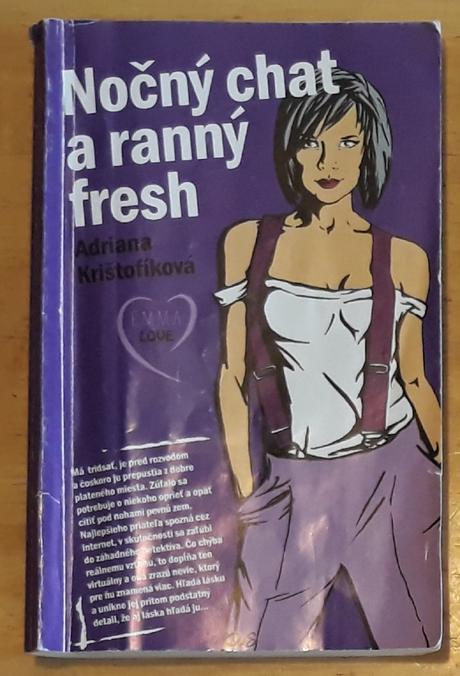 Nočný chat
a ranný
fresh
Adriana
Krištofíková
EMMA
LOVE
Má tridsať, je pred rozvodom
a čoskoro ju prepustia z dobre
plateného miesta. Zúfalo sa
potrebuje o niekoho oprieť a opäť
cítiť pod nohami pevnú zem.
Najlepšieho priateľa spozná cez
internet, v skutočnosti sa zaľúbi
do záhadného detektíva. Čo chýba
reálnemu vzťahu, to dopĺňa ten
virtuálny a ona zrazu nevie, ktorý
pre ňu znamená viac. Hľadá lásku
a unikne jej pritom podstatný
detail, že aj láska hľadá ju...